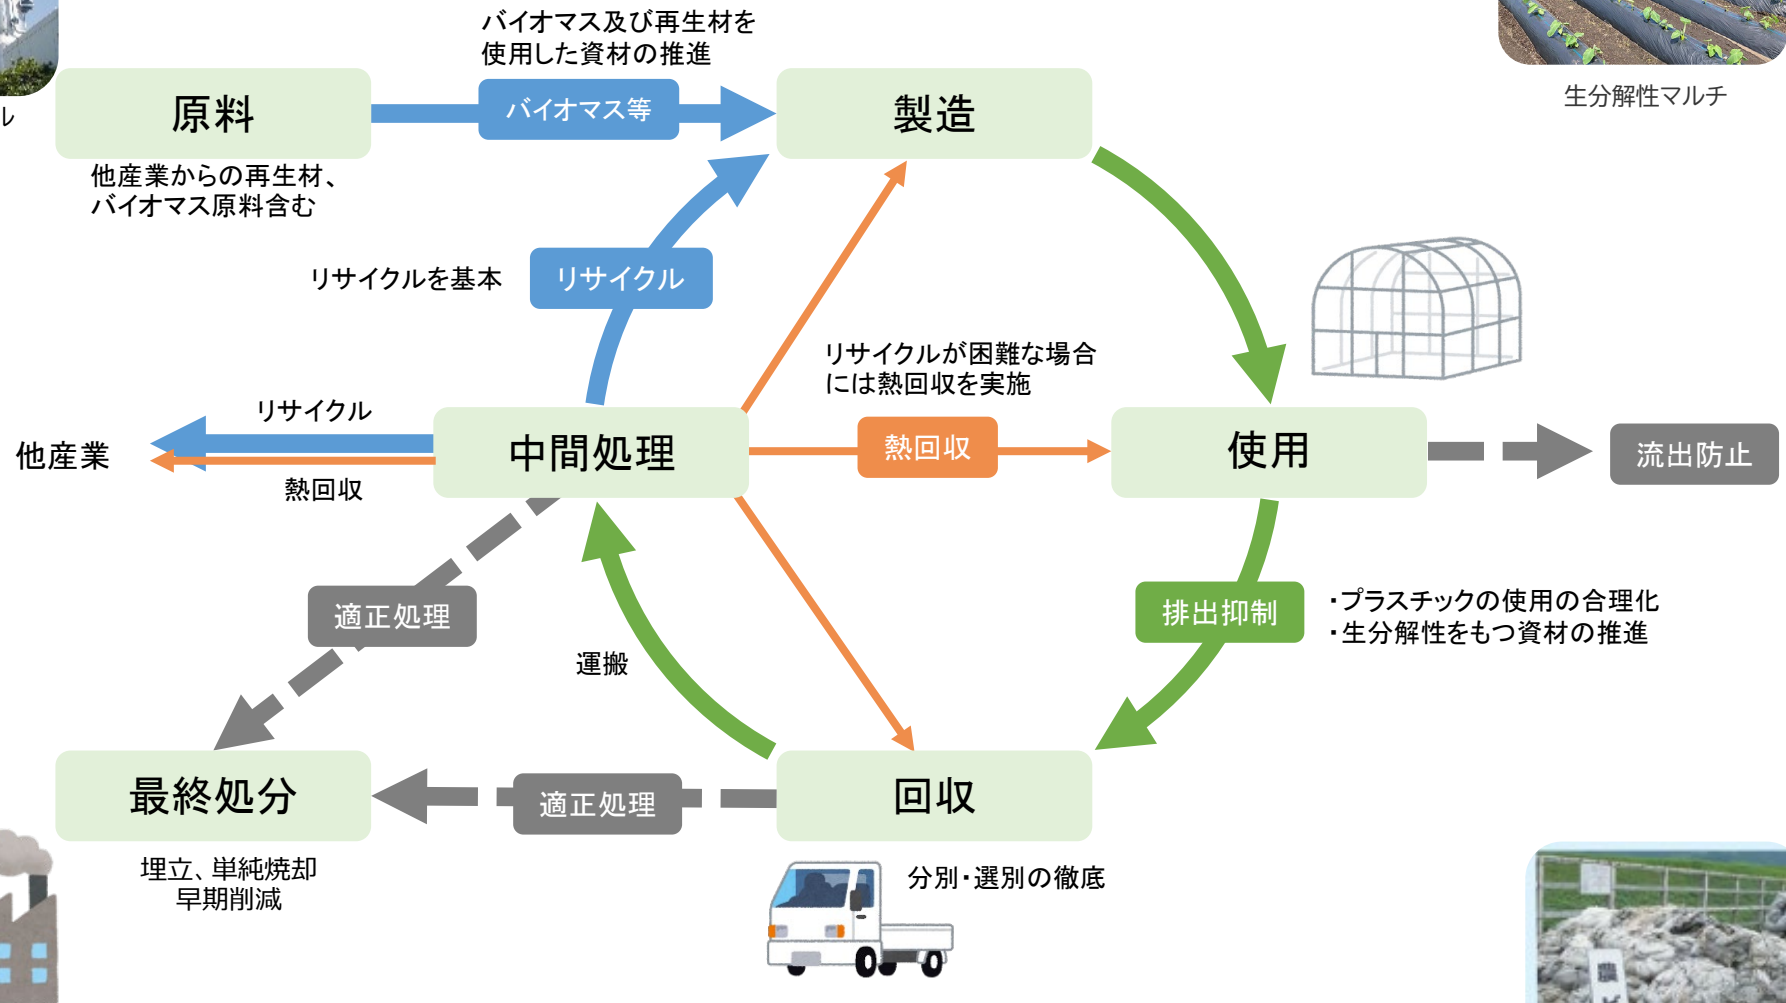 バイオマス及び再生材を
使用した資材の推進
原料
バイオマス等
製造
生分解性マルチ
ル
他産業からの再生材、
バイオマス原料含む
リサイクルを基本
リサイクル
リサイクルが困難な場合
には熱回収を実施
リサイクル
他産業
熱回収
中間処理
熱回収
使用
流出防止
適正処理
運搬
排出抑制
・プラスチックの使用の合理化
・生分解性をもつ資材の推進
最終処分
適正処理
回収
埋立、単純焼却
早期削減
分別・選別の徹底
農